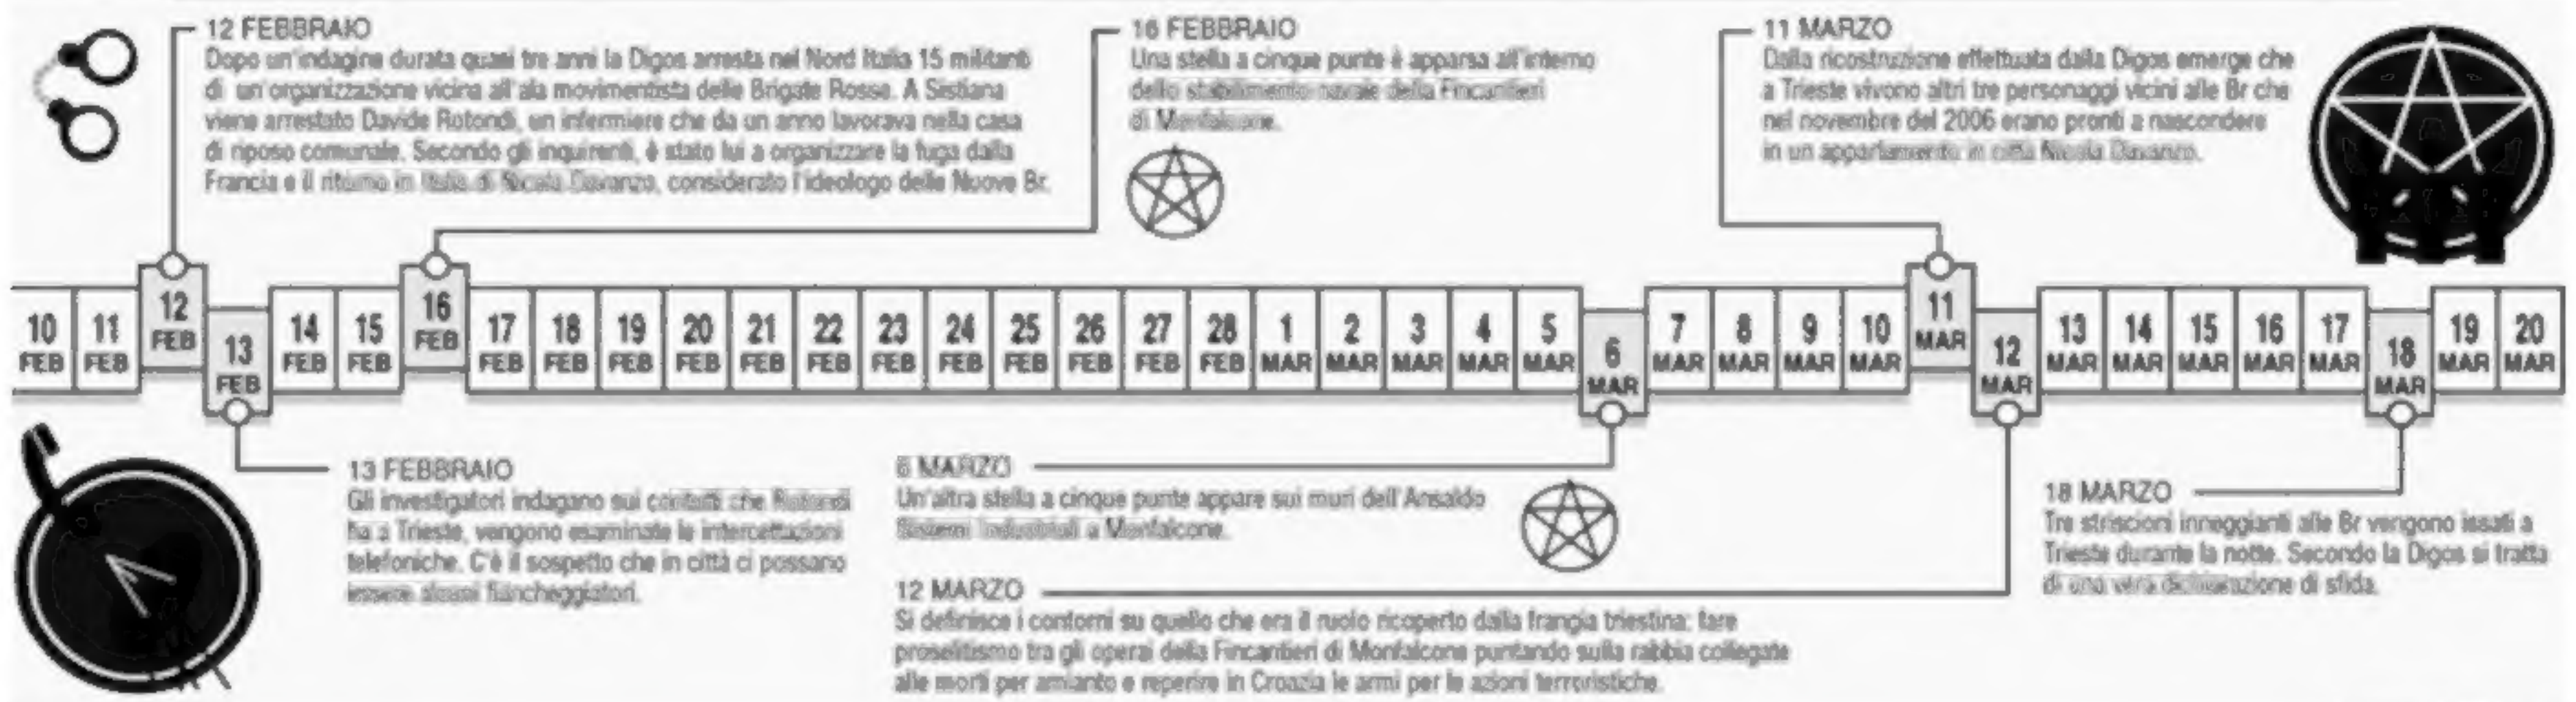 12 FEBBRAIO
Dopo un'indagine durata quasi tre anni la Digos arresta nel Nord Italia 15 militanti
di un'organizzazione vicina all'ala movimentista delle Brigate Rosse. A Sistiana
viene arrestato Davide Rotondi, un infermiere che da un anno lavorava nella casa
di riposo comunale. Secondo gli inquirenti, è stato lui a organizzare la fuga dalla
Francia e il ritorno in Italia di Nicola Davanzo, considerato l'ideologo delle Nuove Br.
16 FEBBRAIO
Una stella a cinque punte è apparsa all'interno
dello stabilimento navale della Fincantieri
di Monfalcone.
11 MARZO
Dalla ricostruzione effettuata dalla Digos emerge che
a Trieste vivono altri tre personaggi vicini alle Br che
nel novembre del 2006 erano pronti a nascondere
in un appartamento in città Nicola Davanzo.
10 FEB
11 FEB
12 FEB
13 FEB
14 FEB
15 FEB
16 FEB
17 FEB
18 FEB
19 FEB
20 FEB
21 FEB
22 FEB
23 FEB
24 FEB
25 FEB
26 FEB
27 FEB
28 FEB
1 MAR
2 MAR
3 MAR
4 MAR
5 MAR
6 MAR
7 MAR
8 MAR
9 MAR
10 MAR
11 MAR
12 MAR
13 MAR
14 MAR
15 MAR
16 MAR
17 MAR
18 MAR
19 MAR
20 MAR
13 FEBBRAIO
Gli investigatori indagano sui contatti che Rotondi
ha a Trieste, vengono esaminate le intercettazioni
telefoniche. C'è il sospetto che in città ci possano
essere alcuni fiancheggiatori.
6 MARZO
Un'altra stella a cinque punte appare sui muri dell'Ansaldo
Sistemi Industriali a Monfalcone.
12 MARZO
Si definisce i contorni su quello che era il ruolo ricoperto dalla frangia triestina: fare
proselitismo tra gli operai della Fincantieri di Monfalcone puntando sulla rabbia collegate
alle morti per amianto e reperire in Croazia le armi per le azioni terroristiche.
18 MARZO
Tre striscioni inneggianti alle Br vengono issati a
Trieste durante la notte. Secondo la Digos si tratta
di una vera dichiarazione di sfida.